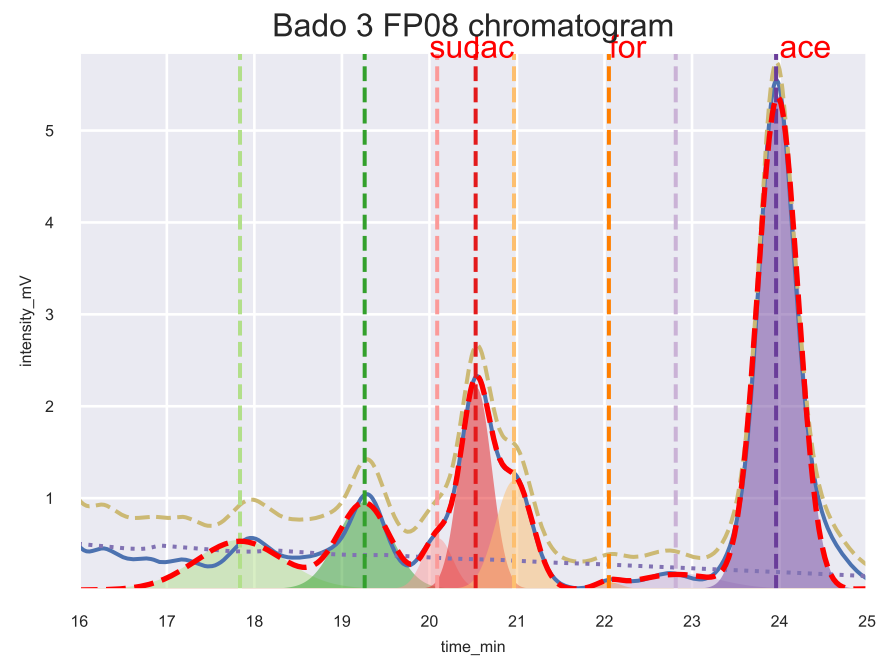 Bado 3 FP08 chromatogram
sudac for ace
intensity_mV
5
4
3
2
1
16 17 18 19 20 21 22 23 24 25
time_min